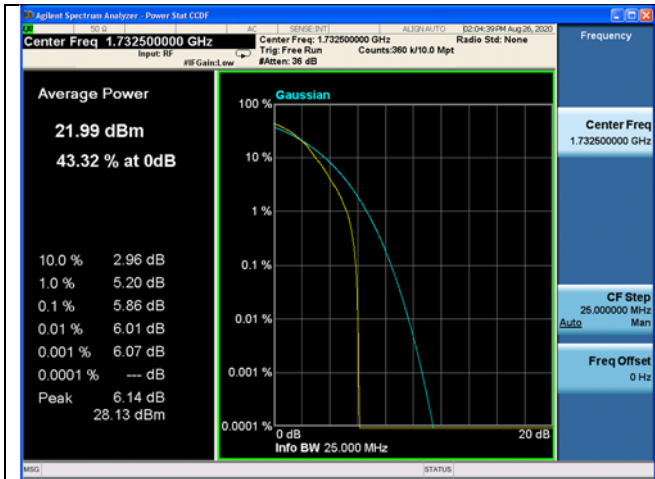 Agilent Spectrum Analyzer - Power Stat CCDF
50 Ω AC SENSE:INT ALIGNAUTO 02:04:39 PM Aug 26, 2020
Center Freq 1.732500000 GHz
Center Freq: 1.732500000 GHz Radio Std: None
Input: RF Trig: Free Run Counts:360 k/10.0 Mpt
#IFGain:Low #Atten: 36 dB
Frequency
Average Power
21.99 dBm
43.32 % at 0dB
10.0 % 2.96 dB
1.0 % 5.20 dB
0.1 % 5.86 dB
0.01 % 6.01 dB
0.001 % 6.07 dB
0.0001 % --- dB
Peak 6.14 dB
28.13 dBm
Gaussian
100 %
10 %
1 %
0.1 %
0.01 %
0.001 %
0.0001 %
0 dB 20 dB
Info BW 25.000 MHz
Center Freq
1.732500000 GHz
CF Step
25.000000 MHz
Auto Man
Freq Offset
0 Hz
MSG STATUS